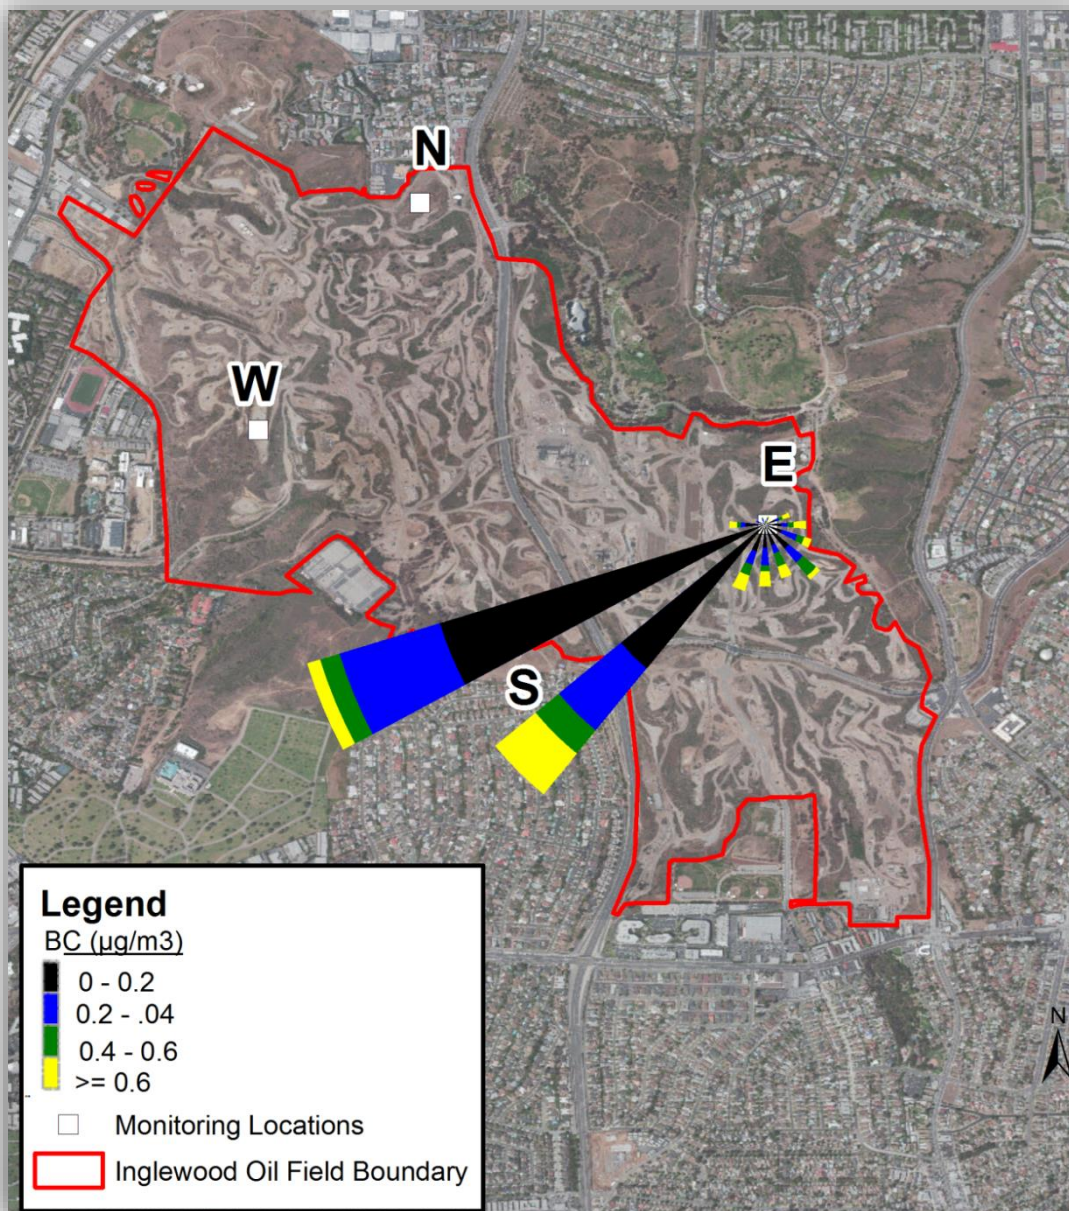 N
W
E
S
Legend
BC (µg/m3)
0 - 0.2
0.2 - .04
0.4 - 0.6
>= 0.6
Monitoring Locations
Inglewood Oil Field Boundary
N